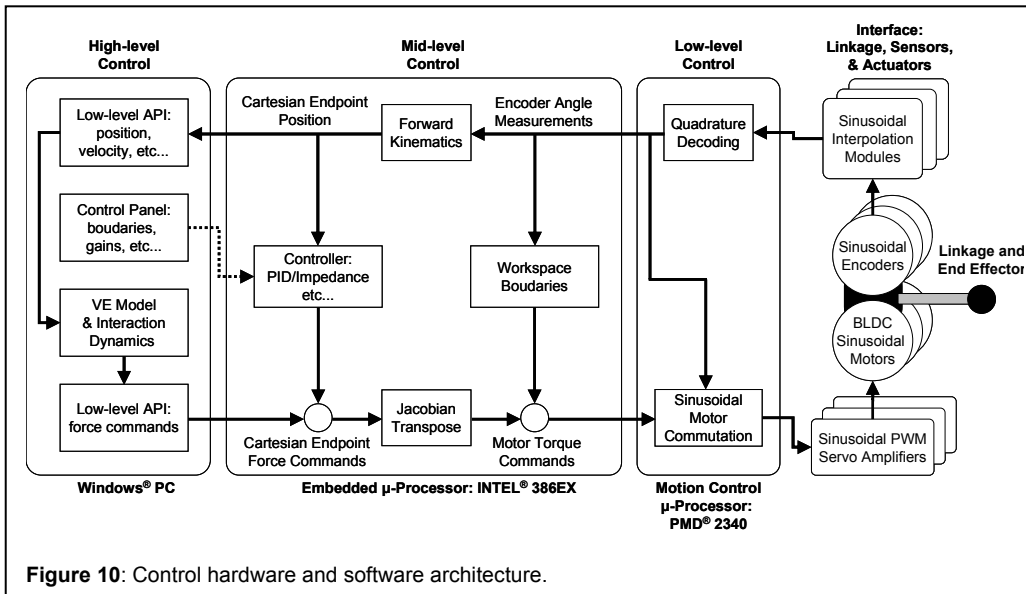 High-level
Control
Mid-level
Control
Low-level
Control
Interface:
Linkage, Sensors,
& Actuators
Low-level API:
position,
velocity, etc...
Cartesian Endpoint
Position
Forward
Kinematics
Encoder Angle
Measurements
Quadrature
Decoding
Sinusoidal
Interpolation
Modules
Control Panel:
boudaries,
gains, etc...
Controller:
PID/Impedance
etc...
Workspace
Boudaries
Sinusoidal
Encoders
Linkage and
End Effector
VE Model
& Interaction
Dynamics
BLDC
Sinusoidal
Motors
Low-level API:
force commands
Cartesian Endpoint
Force Commands
Jacobian
Transpose
Motor Torque
Commands
Sinusoidal
Motor
Commutation
Sinusoidal PWM
Servo Amplifiers
Windows® PC
Embedded µ-Processor: INTEL® 386EX
Motion Control
µ-Processor:
PMD® 2340
Figure 10: Control hardware and software architecture.